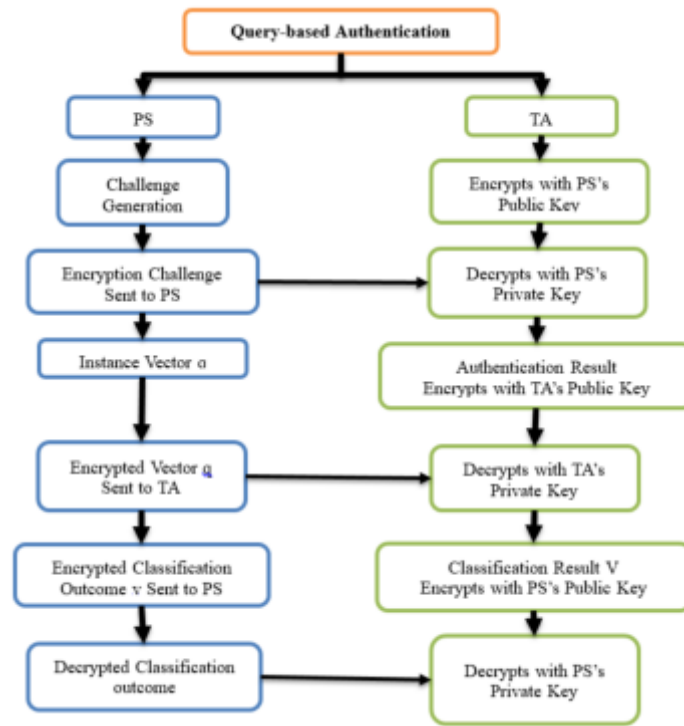 Query-based Authentication
PS
TA
Challenge
Generation
Encrypts with PS's
Public Key
Encryption Challenge
Sent to PS
Decrypts with PS's
Private Key
Instance Vector ɑ
Authentication Result
Encrypts with TA's Public Key
Encrypted Vector ɑ
Sent to TA
Decrypts with TA's
Private Key
Encrypted Classification
Outcome v Sent to PS
Classification Result V
Encrypts with PS's Public Key
Decrypted Classification
outcome
Decrypts with PS's
Private Key